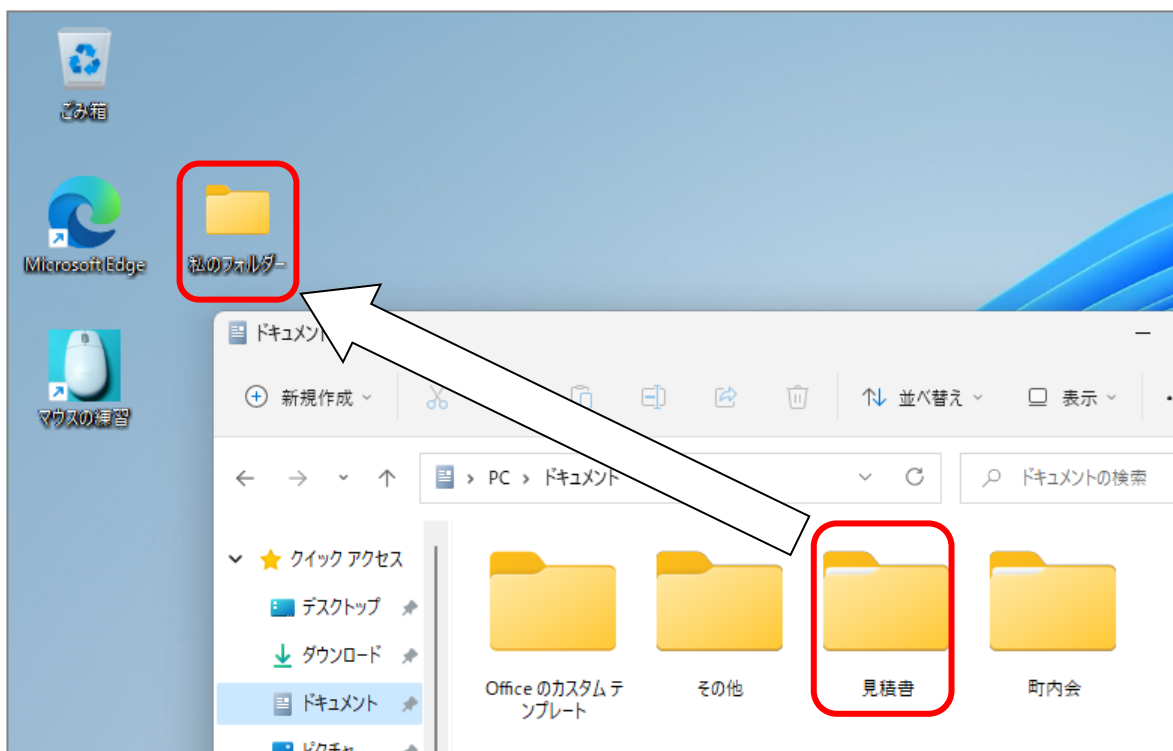 ごみ箱
Microsoft Edge
私のフォルダー
マウスの練習
ドキュメント
新規作成
並べ替え
表示
PC > ドキュメント
ドキュメントの検索
クイック アクセス
デスクトップ
ダウンロード
ドキュメント
ピクチャ
Office のカスタム テ
ンプレート
その他
見積書
町内会